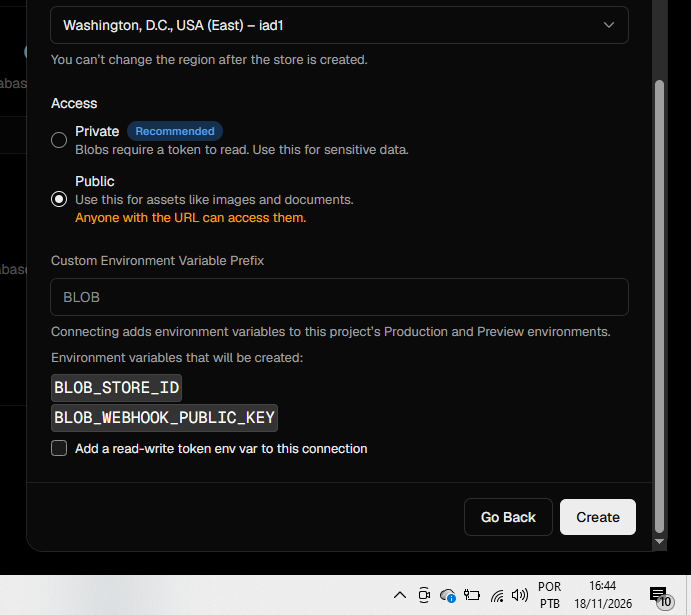 Washington, D.C., USA (East) – iad1
You can't change the region after the store is created.
abas
Access
Private Recommended
Blobs require a token to read. Use this for sensitive data.
Public
Use this for assets like images and documents.
Anyone with the URL can access them.
Custom Environment Variable Prefix
abase
BLOB
Connecting adds environment variables to this project's Production and Preview environments.
Environment variables that will be created:
BLOB_STORE_ID
BLOB_WEBHOOK_PUBLIC_KEY
Add a read-write token env var to this connection
Go Back
Create
POR
PTB
16:44
18/11/2026
10